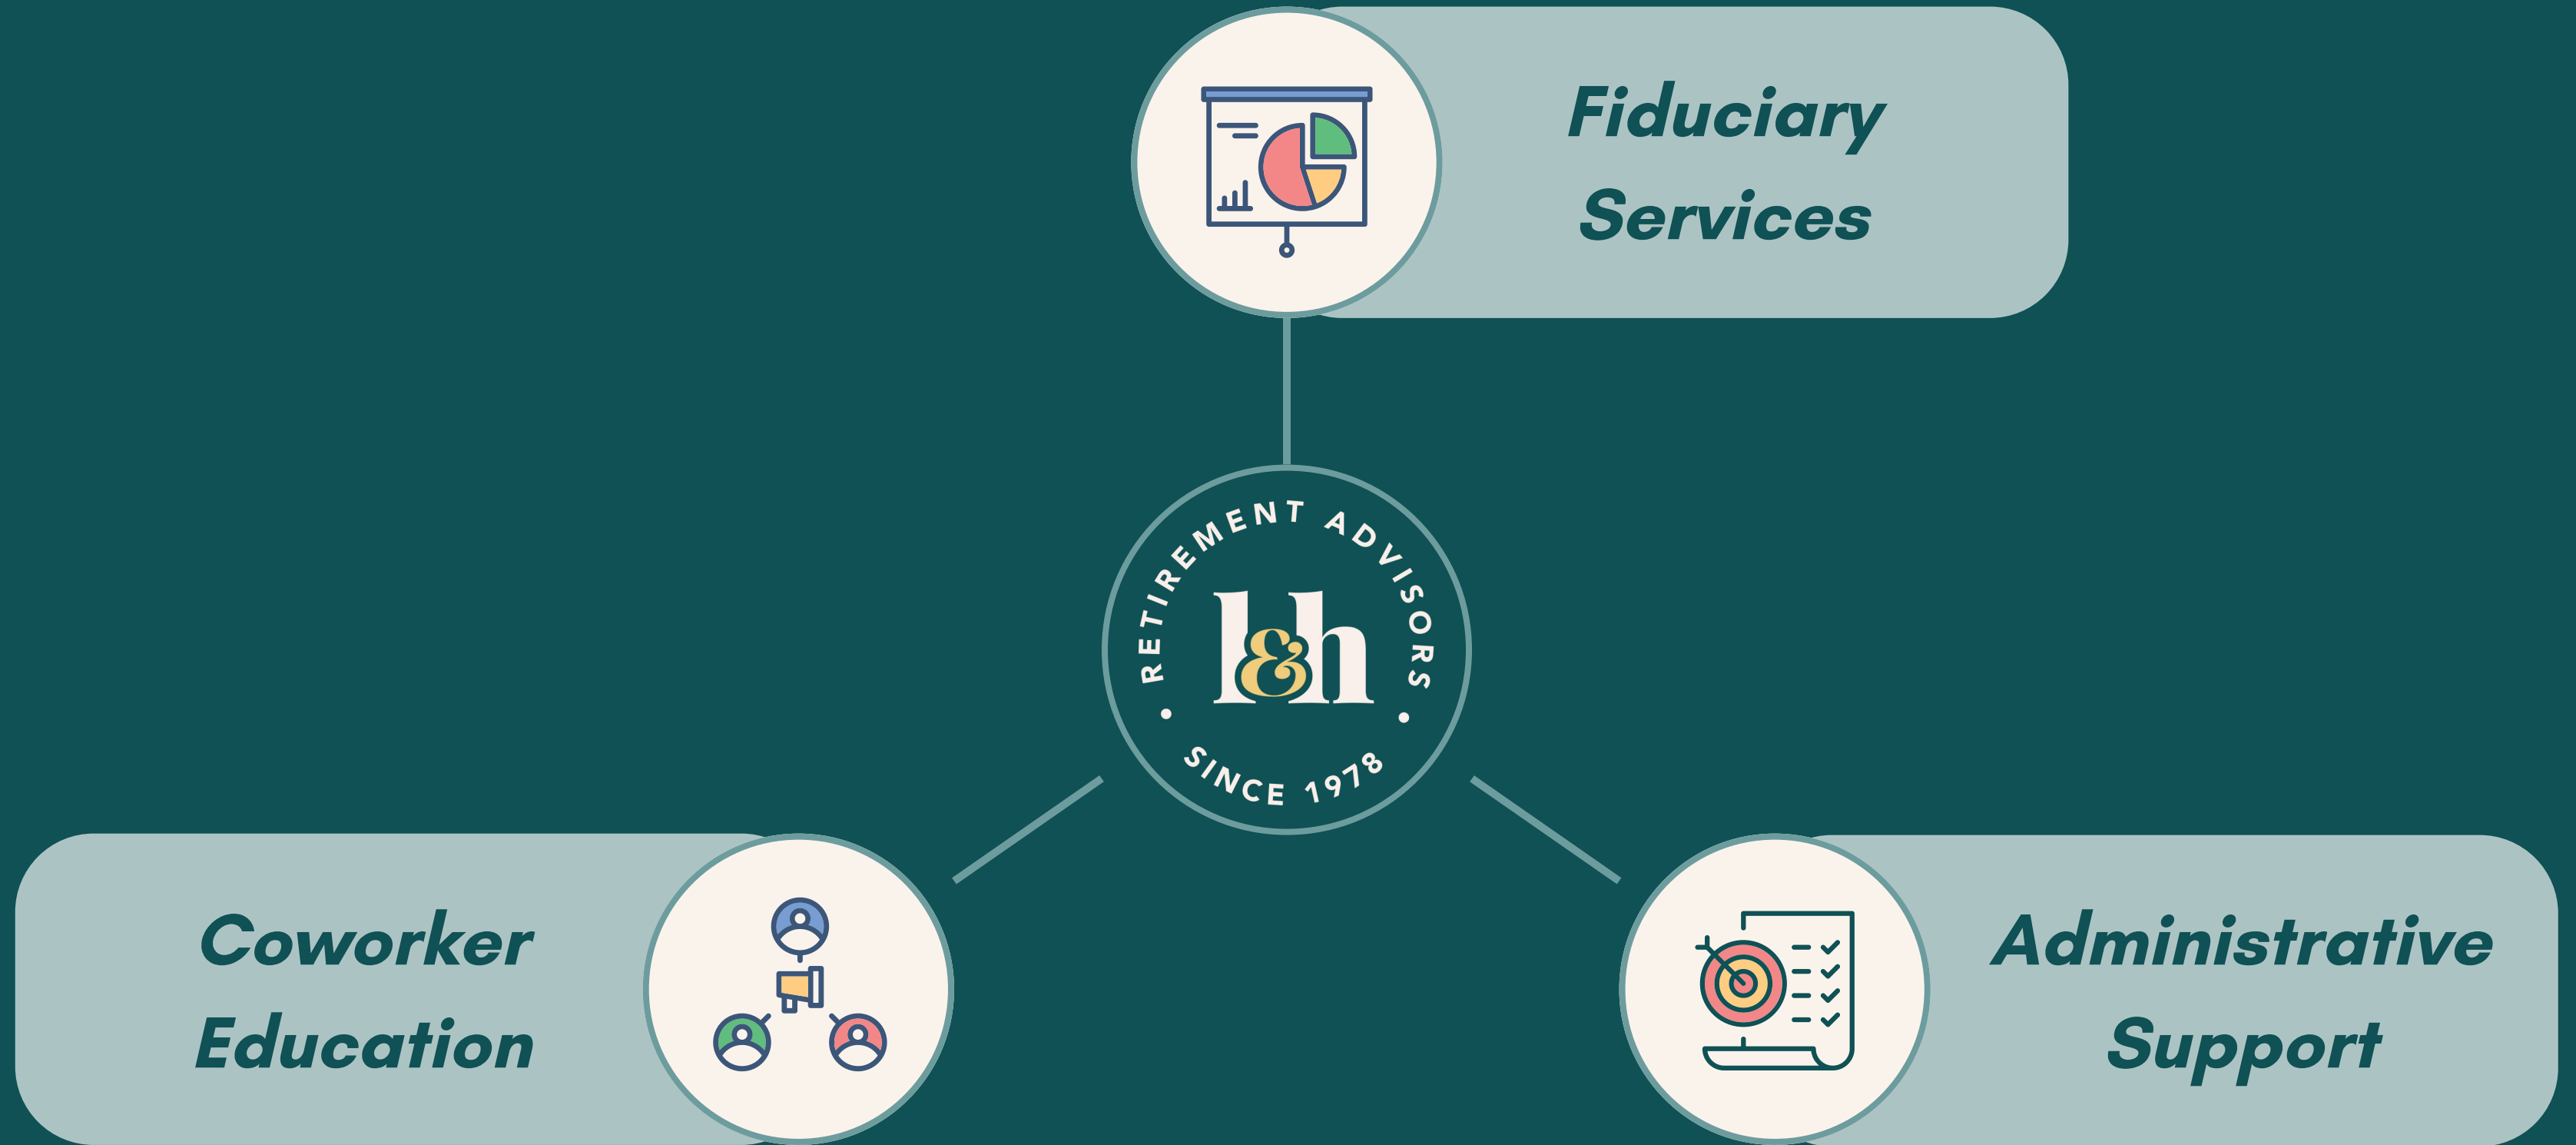 Fiduciary
Services
RETIREMENT ADVISORS
l&h
• SINCE 1978 •
Coworker
Education
Administrative
Support